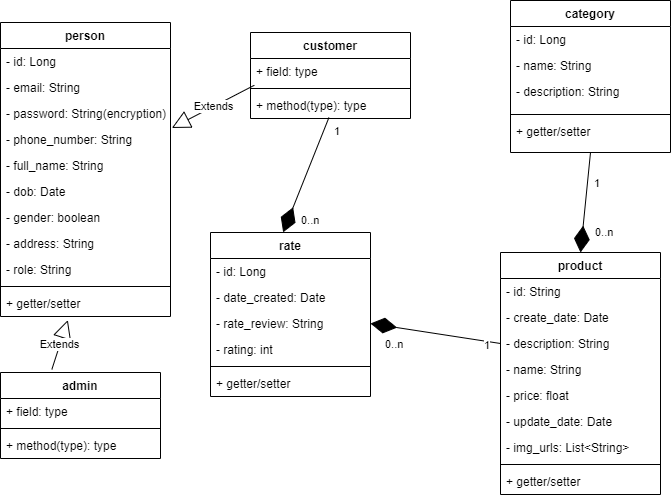 person
- id: Long
- email: String
- password: String(encryption)
- phone_number: String
- full_name: String
- dob: Date
- gender: boolean
- address: String
- role: String
+ getter/setter
Extends
customer
+ field: type
+ method(type): type
1
0..n
category
- id: Long
- name: String
- description: String
+ getter/setter
1
0..n
Extends
admin
+ field: type
+ method(type): type
rate
- id: Long
- date_created: Date
- rate_review: String
- rating: int
+ getter/setter
0..n
1
product
- id: String
- create_date: Date
- description: String
- name: String
- price: float
- update_date: Date
- img_urls: List<String>
+ getter/setter